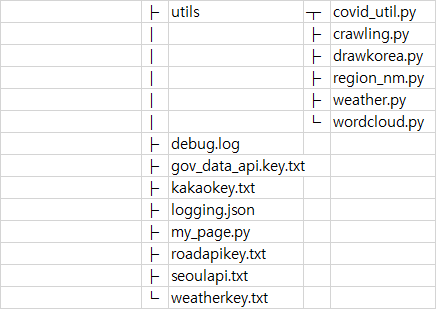 ├ utils ┬ covid_util.py
│ ├ crawling.py
│ ├ drawkorea.py
│ ├ region_nm.py
│ ├ weather.py
│ └ wordcloud.py
├ debug.log
├ gov_data_api.key.txt
├ kakaokey.txt
├ logging.json
├ my_page.py
├ roadapikey.txt
├ seoulapi.txt
└ weatherkey.txt